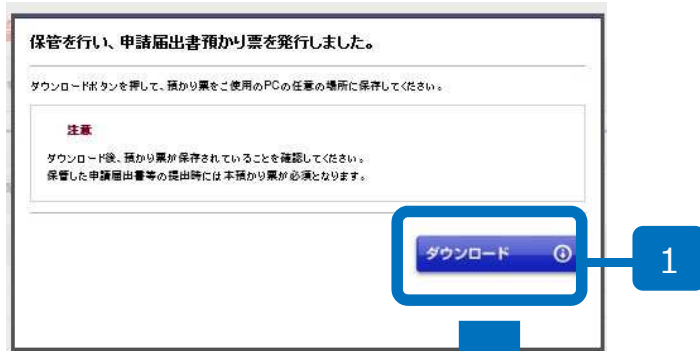 保管を行い、申請届出書預かり票を発行しました。
ダウンロードボタンを押して、預かり票をご使用のPCの任意の場所に保存してください。
注意
ダウンロード後、預かり票が保存されていることを確認してください。
保管した申請届出書等の提出時には本預かり票が必須となります。
ダウンロード
1